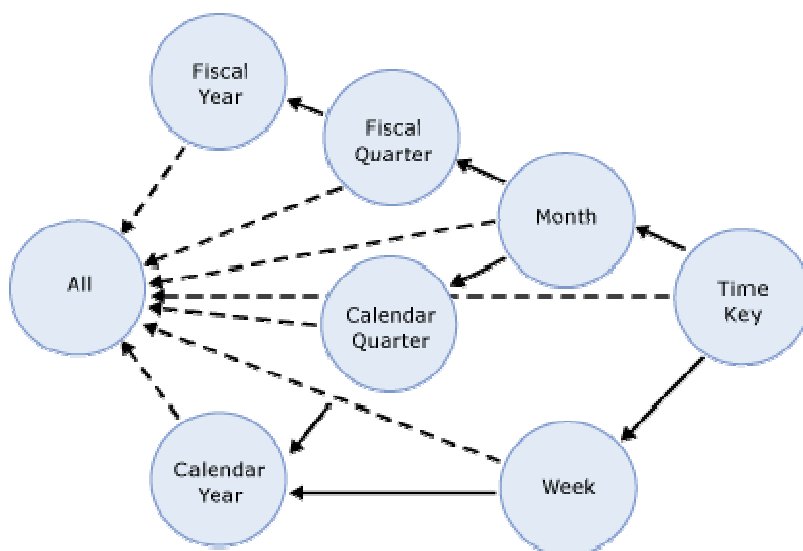 Fiscal
Year
Fiscal
Quarter
Month
All
Time
Key
Calendar
Quarter
Calendar
Year
Week